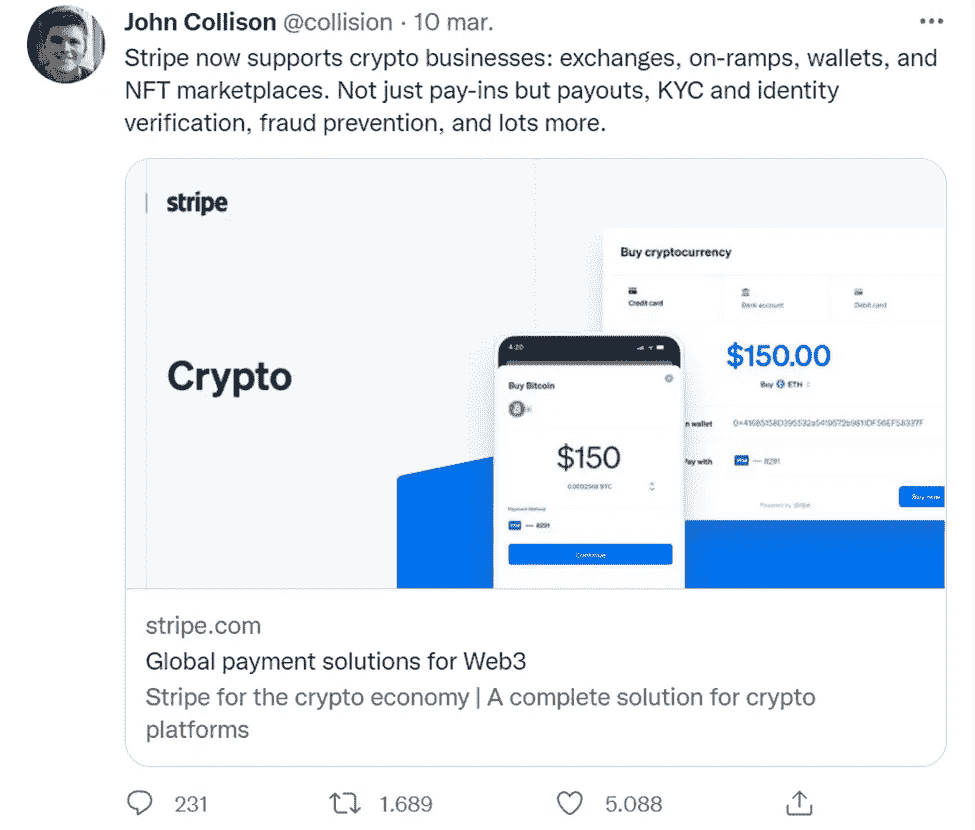 John Collison @collision · 10 mar.
Stripe now supports crypto businesses: exchanges, on-ramps, wallets, and
NFT marketplaces. Not just pay-ins but payouts, KYC and identity
verification, fraud prevention, and lots more.
stripe
Crypto
Buy cryptocurrency
Credit card
Bank account
Debit card
$150.00
Buy ETH
n wallet
Pay with
VISA 8291
Powered by stripe
Buy now
4:20
Buy Bitcoin
$150
BTC
Payment Method
VISA 8291
Continue
stripe.com
Global payment solutions for Web3
Stripe for the crypto economy | A complete solution for crypto
platforms
231 1.689 5.088